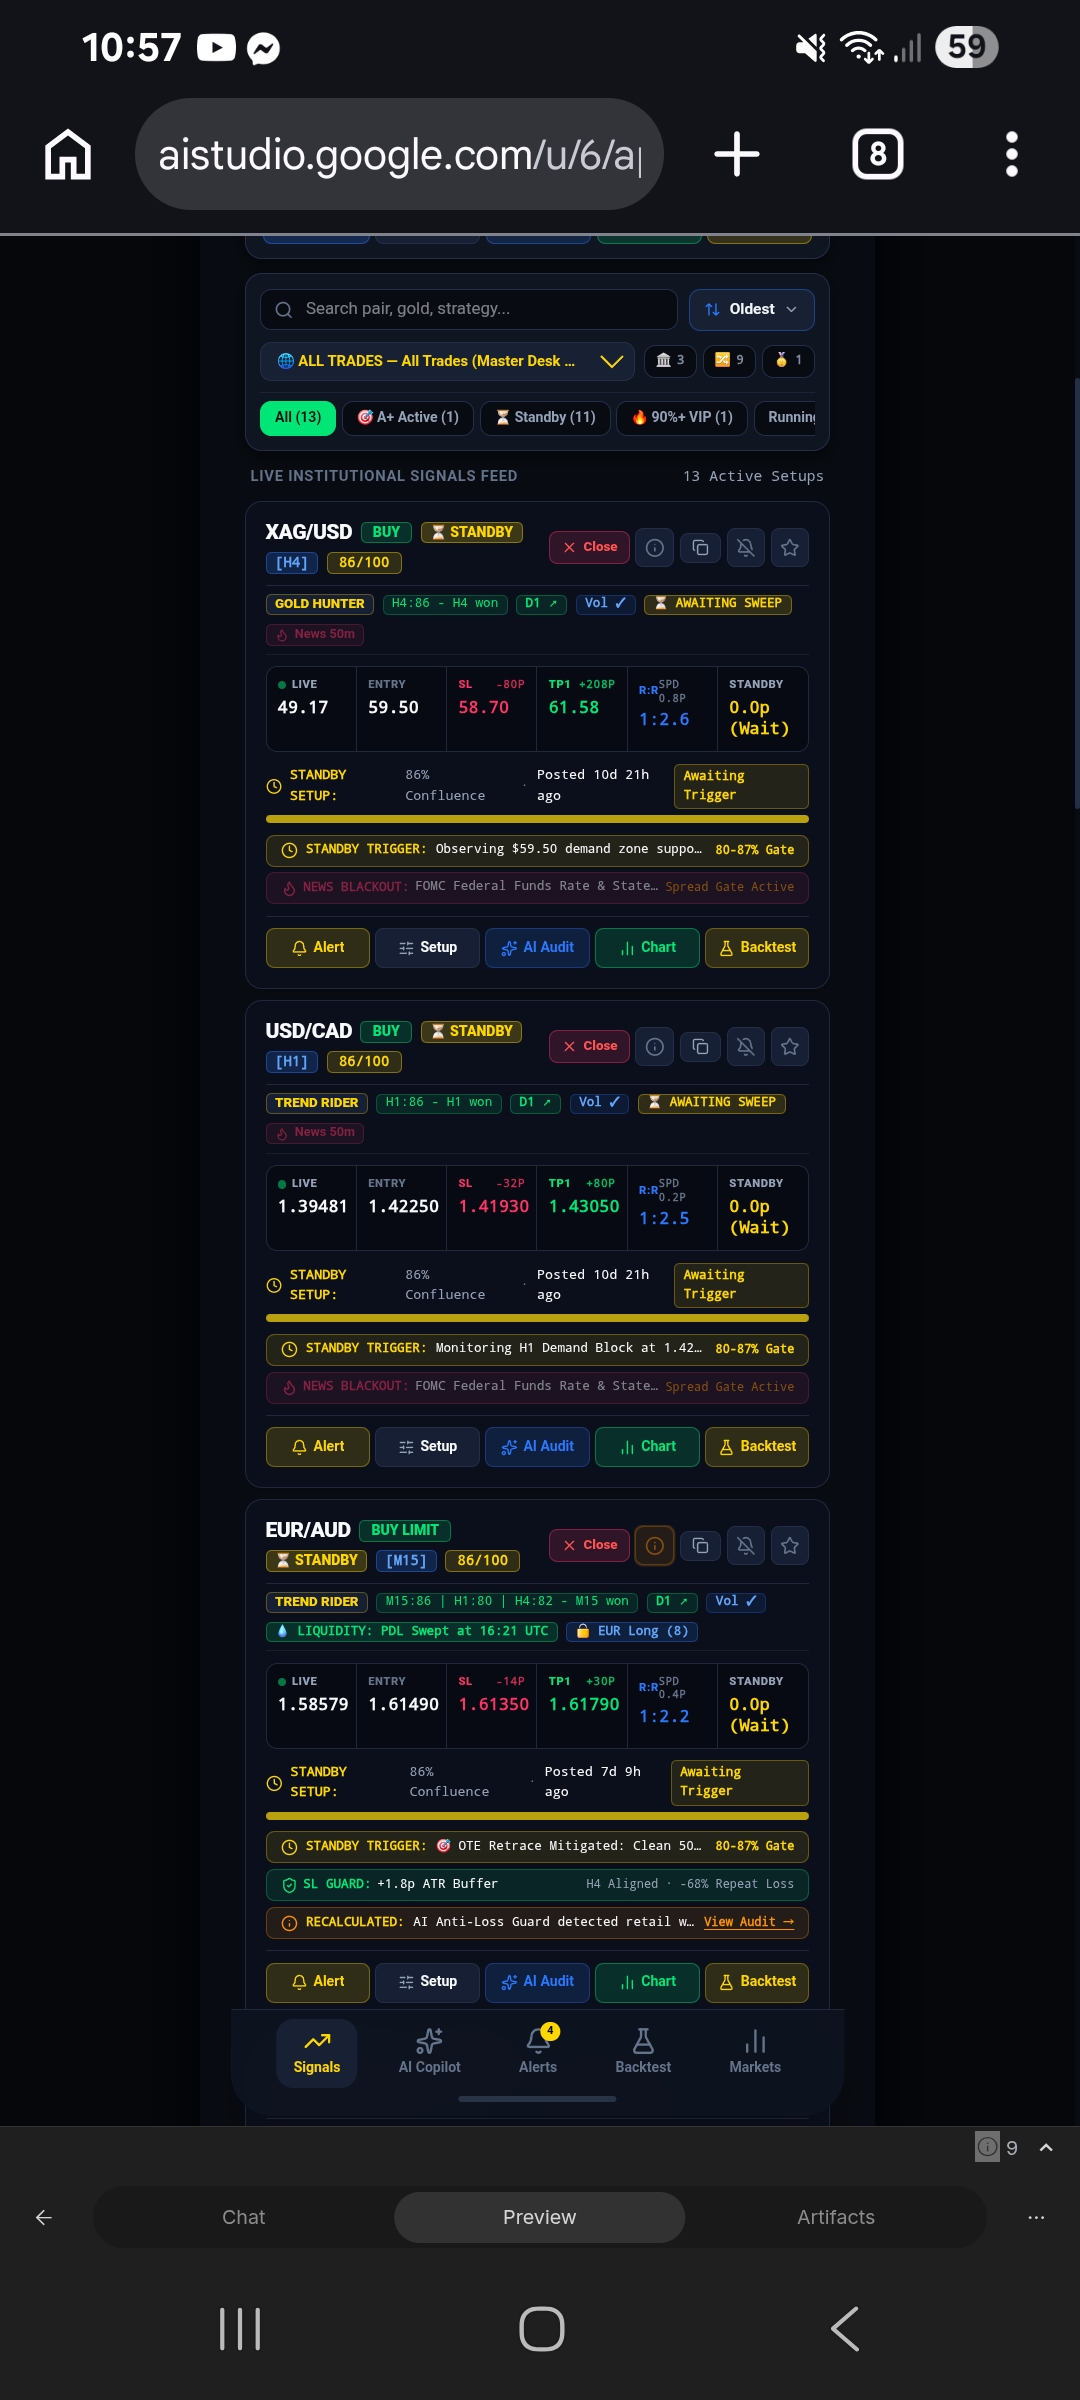 10:57
59
aistudio.google.com/u/6/a
8
Search pair, gold, strategy...
Oldest
ALL TRADES — All Trades (Master Desk ...
3
9
1
All (13)
A+ Active (1)
Standby (11)
90%+ VIP (1)
Running
LIVE INSTITUTIONAL SIGNALS FEED
13 Active Setups
XAG/USD BUY ⏳ STANDBY
[H4] 86/100
Close
GOLD HUNTER H4:86 - H4 won D1 ↗ Vol ✓ ⏳ AWAITING SWEEP
News 50m
LIVE ENTRY SL -80P TP1 +208P R:R SPD 0.8P STANDBY
49.17 59.50 58.70 61.58 1:2.6 0.0p (Wait)
STANDBY SETUP: 86% Confluence · Posted 10d 21h ago Awaiting Trigger
STANDBY TRIGGER: Observing $59.50 demand zone suppo… 80-87% Gate
NEWS BLACKOUT: FOMC Federal Funds Rate & State… Spread Gate Active
Alert Setup AI Audit Chart Backtest
USD/CAD BUY ⏳ STANDBY
[H1] 86/100
Close
TREND RIDER H1:86 - H1 won D1 ↗ Vol ✓ ⏳ AWAITING SWEEP
News 50m
LIVE ENTRY SL -32P TP1 +80P R:R SPD 0.2P STANDBY
1.39481 1.42250 1.41930 1.43050 1:2.5 0.0p (Wait)
STANDBY SETUP: 86% Confluence · Posted 10d 21h ago Awaiting Trigger
STANDBY TRIGGER: Monitoring H1 Demand Block at 1.42… 80-87% Gate
NEWS BLACKOUT: FOMC Federal Funds Rate & State… Spread Gate Active
Alert Setup AI Audit Chart Backtest
EUR/AUD BUY LIMIT
⏳ STANDBY [M15] 86/100
Close
TREND RIDER M15:86 | H1:80 | H4:82 - M15 won D1 ↗ Vol ✓
💧 LIQUIDITY: PDL Swept at 16:21 UTC 🔒 EUR Long (8)
LIVE ENTRY SL -14P TP1 +30P R:R SPD 0.4P STANDBY
1.58579 1.61490 1.61350 1.61790 1:2.2 0.0p (Wait)
STANDBY SETUP: 86% Confluence · Posted 7d 9h ago Awaiting Trigger
STANDBY TRIGGER: 🎯 OTE Retrace Mitigated: Clean 50… 80-87% Gate
SL GUARD: +1.8p ATR Buffer H4 Aligned · -68% Repeat Loss
RECALCULATED: AI Anti-Loss Guard detected retail w… View Audit →
Alert Setup AI Audit Chart Backtest
4
Signals AI Copilot Alerts Backtest Markets
9
Chat Preview Artifacts